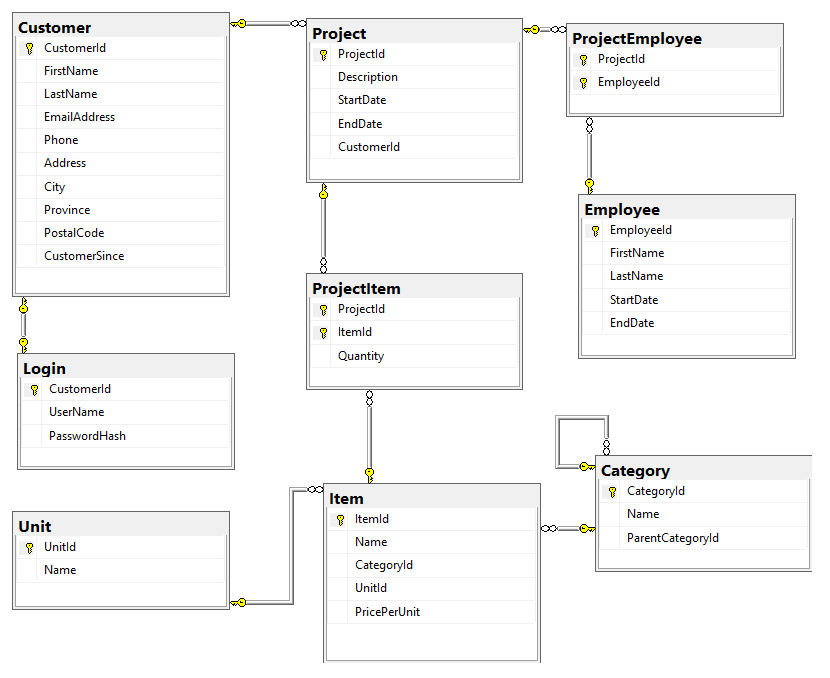 Customer
CustomerId
FirstName
LastName
EmailAddress
Phone
Address
City
Province
PostalCode
CustomerSince
Project
ProjectId
Description
StartDate
EndDate
CustomerId
ProjectEmployee
ProjectId
EmployeeId
Employee
EmployeeId
FirstName
LastName
StartDate
EndDate
ProjectItem
ProjectId
ItemId
Quantity
Login
CustomerId
UserName
PasswordHash
Unit
UnitId
Name
Item
ItemId
Name
CategoryId
UnitId
PricePerUnit
Category
CategoryId
Name
ParentCategoryId